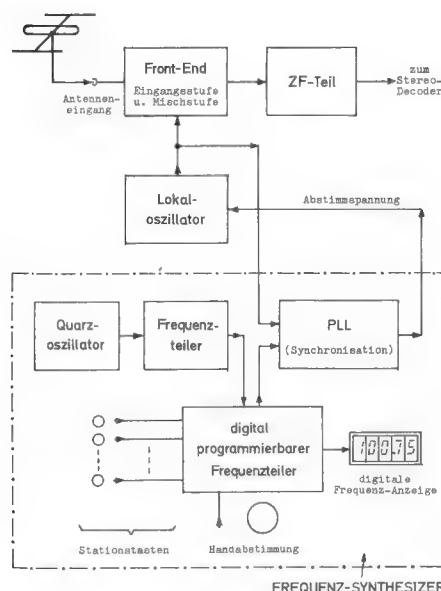 Front-End
Eingangsstufe
u. Mischstufe
ZF-Teil
zum
Stereo-
Decoder
Antennen-
eingang
Lokal-
oszillator
Abstimmspannung
Quarz-
oszillator
Frequenz-
teiler
PLL
(Synchronisation)
digital
programmierbarer
Frequenzteiler
100.75
digitale
Frequenz-Anzeige
Stationstasten
Handabstimmung
FREQUENZ-SYNTHESIZER